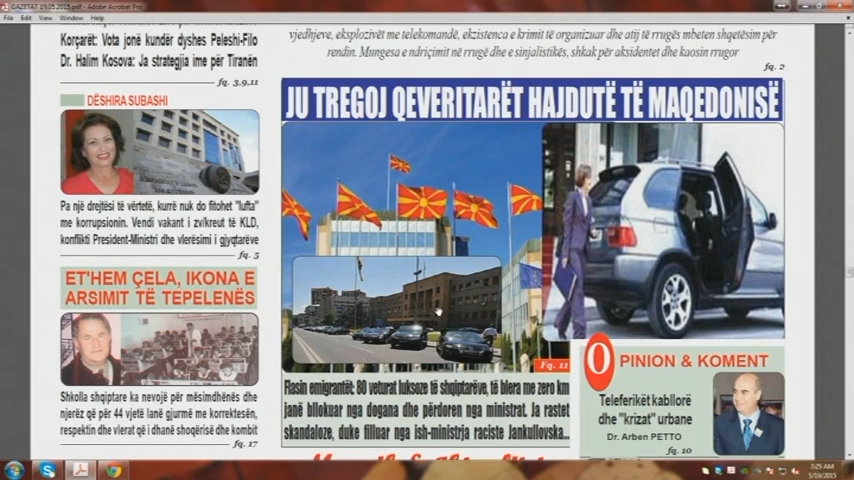 GAZETAT 19.05.2015.pdf - Adobe Acrobat Pro
File Edit View Window Help
Korçarët: Vota jonë kundër dyshes Peleshi-Filo
Dr. Halim Kosova: Ja strategjia ime për Tiranën
fq. 3,9,11
DËSHIRA SUBASHI
Pa një drejtësi të vërtetë, kurrë nuk do fitohet "lufta"
me korrupsionin. Vendi vakant i zv/kreut të KLD,
konflikti President-Ministri dhe vlerësimi i gjyqtarëve
fq. 5
ET'HEM ÇELA, IKONA E
ARSIMIT TË TEPELENËS
Shkolla shqiptare ka nevojë për mësimdhënës dhe
njerëz që për 44 vjetë lanë gjurmë me korrektesën,
respektin dhe vlerat që i dhanë shoqërisë dhe kombit
fq. 17
vjedhjeve, eksplozivët me telekomandë, ekzistenca e krimit të organizuar dhe atij të rrugës mbeten shqetësim për
rendin. Mungesa e ndriçimit në rrugë dhe e sinjalistikës, shkak për aksidentet dhe kaosin rrugor
fq. 2
JU TREGOJ QEVERITARËT HAJDUTË TË MAQEDONISË
Fq. 11
Flasin emigrantët: 80 veturat luksoze të shqiptarëve, të blera me zero km
janë bllokuar nga dogana dhe përdoren nga ministrat. Ja rastet
skandaloze, duke filluar nga ish-ministrja raciste Jankullovska...
OPINION & KOMENT
Teleferikët kabllorë
dhe "krizat" urbane
Dr. Arben PETTO
fq. 10
7:25 AM
5/19/2015